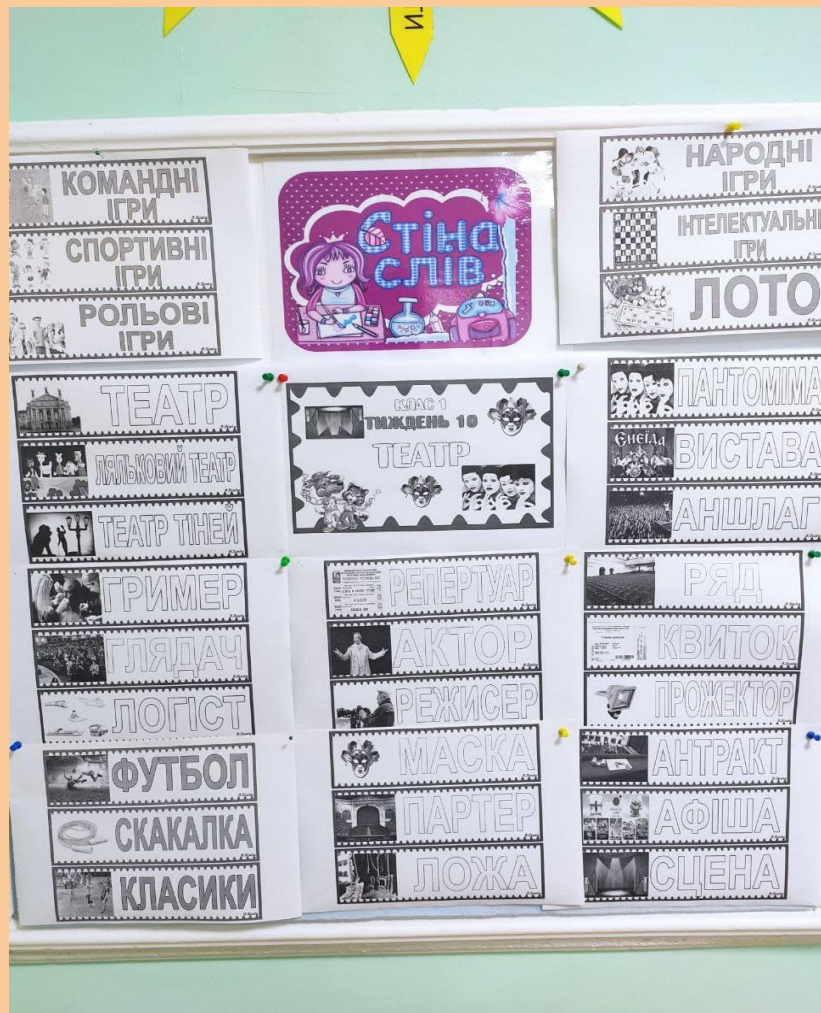 КОМАНДНІ
ІГРИ
СПОРТИВНІ
ІГРИ
РОЛЬОВІ
ІГРИ
Стіна
слів
НАРОДНІ
ІГРИ
ІНТЕЛЕКТУАЛЬНІ
ІГРИ
ЛОТО
ТЕАТР
ЛЯЛЬКОВИЙ ТЕАТР
ТЕАТР ТІНЕЙ
КЛАС 1
ТИЖДЕНЬ 10
ТЕАТР
ПАНТОМІМА
Енеїда
ВИСТАВА
АНШЛАГ
ГРИМЕР
ГЛЯДАЧ
ЛОГІСТ
РЕПЕРТУАР
АКТОР
РЕЖИСЕР
РЯД
КВИТОК
ПРОЖЕКТОР
ФУТБОЛ
СКАКАЛКА
КЛАСИКИ
МАСКА
ПАРТЕР
ЛОЖА
АНТРАКТ
АФІША
СЦЕНА